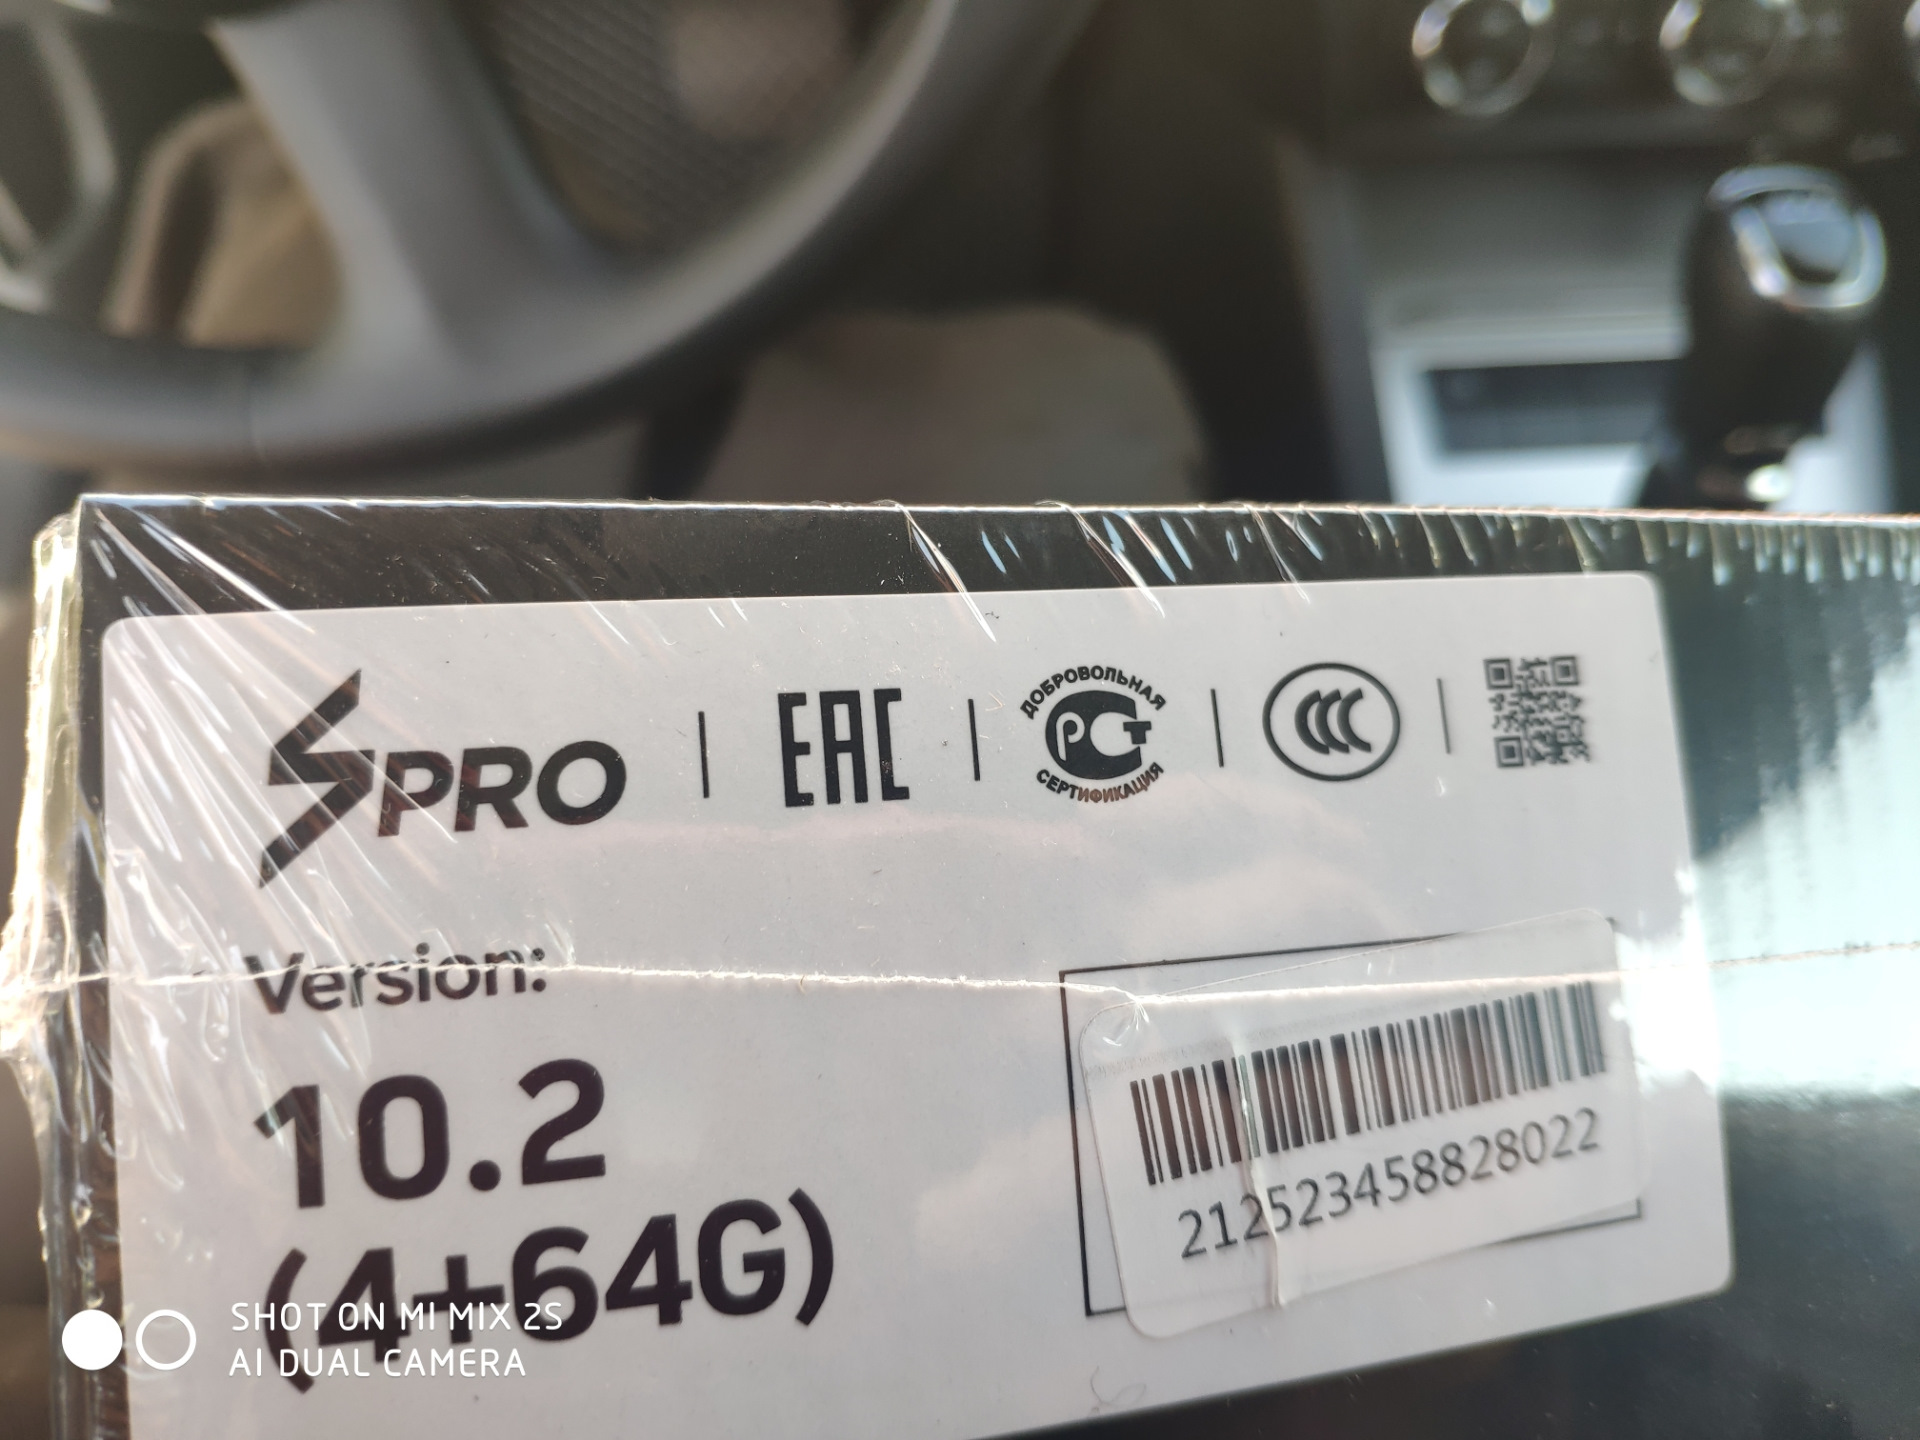 SPRO
EAC
ДОБРОВОЛЬНАЯ
РСТ
СЕРТИФИКАЦИЯ
CCC
Version:
10.2
(4+64G)
212523458828022
SHOT ON MI MIX 2S
AI DUAL CAMERA